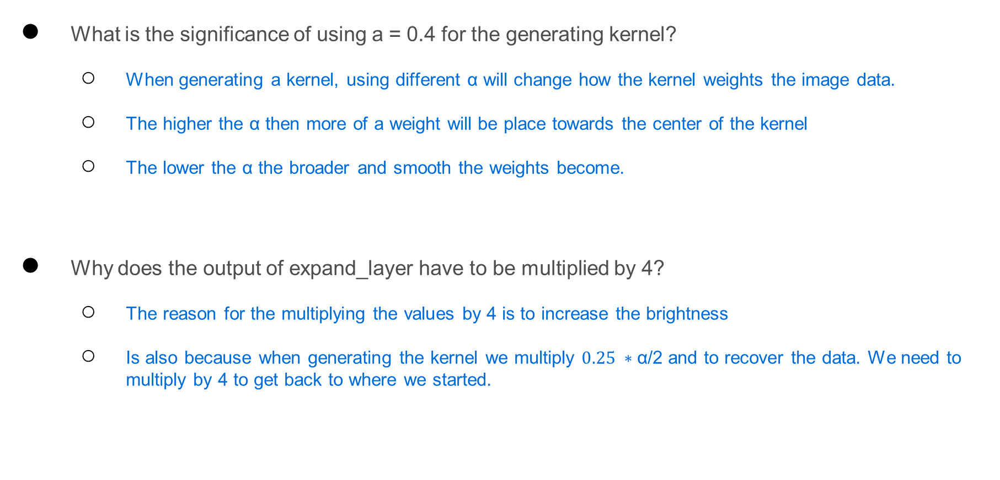 What is the significance of using a = 0.4 for the generating kernel?
When generating a kernel, using different α will change how the kernel weights the image data.
The higher the α then more of a weight will be place towards the center of the kernel
The lower the α the broader and smooth the weights become.
Why does the output of expand_layer have to be multiplied by 4?
The reason for the multiplying the values by 4 is to increase the brightness
Is also because when generating the kernel we multiply 0.25 ∗ α/2 and to recover the data. We need to
multiply by 4 to get back to where we started.